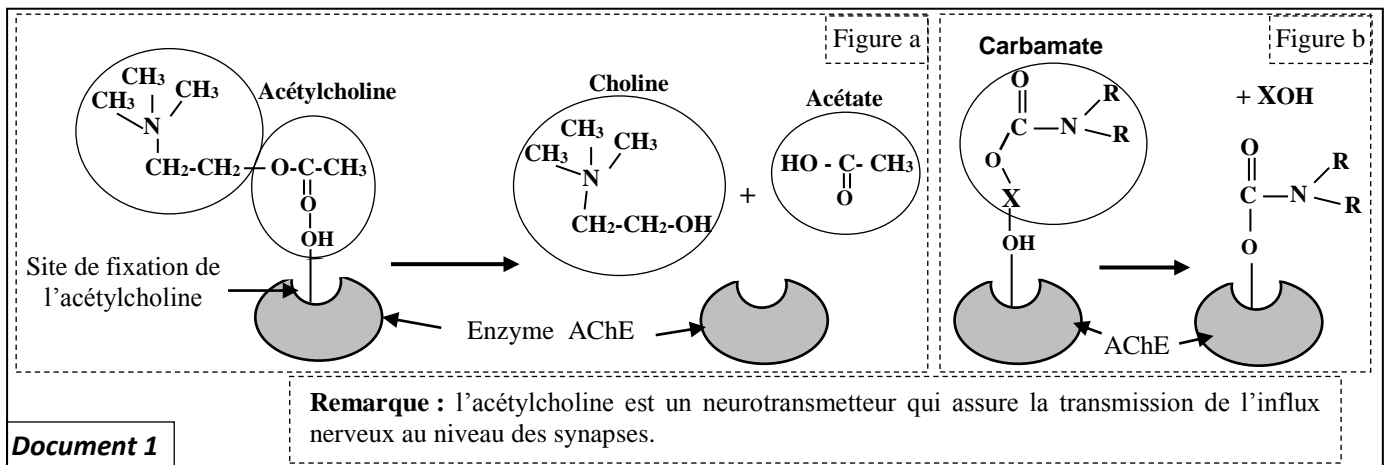 Figure a
Acétylcholine
CH3
CH3
CH3
N
CH2-CH2
O-C-CH3
O
OH
Site de fixation de
l'acétylcholine
Choline
CH3
CH3
CH3
N
CH2-CH2-OH
+
Acétate
HO - C - CH3
O
Enzyme AChE
Figure b
Carbamate
O
C
N
R
R
O
X
OH
+ XOH
O
C
N
R
R
O
AChE
Remarque : l'acétylcholine est un neurotransmetteur qui assure la transmission de l'influx
nerveux au niveau des synapses.
Document 1